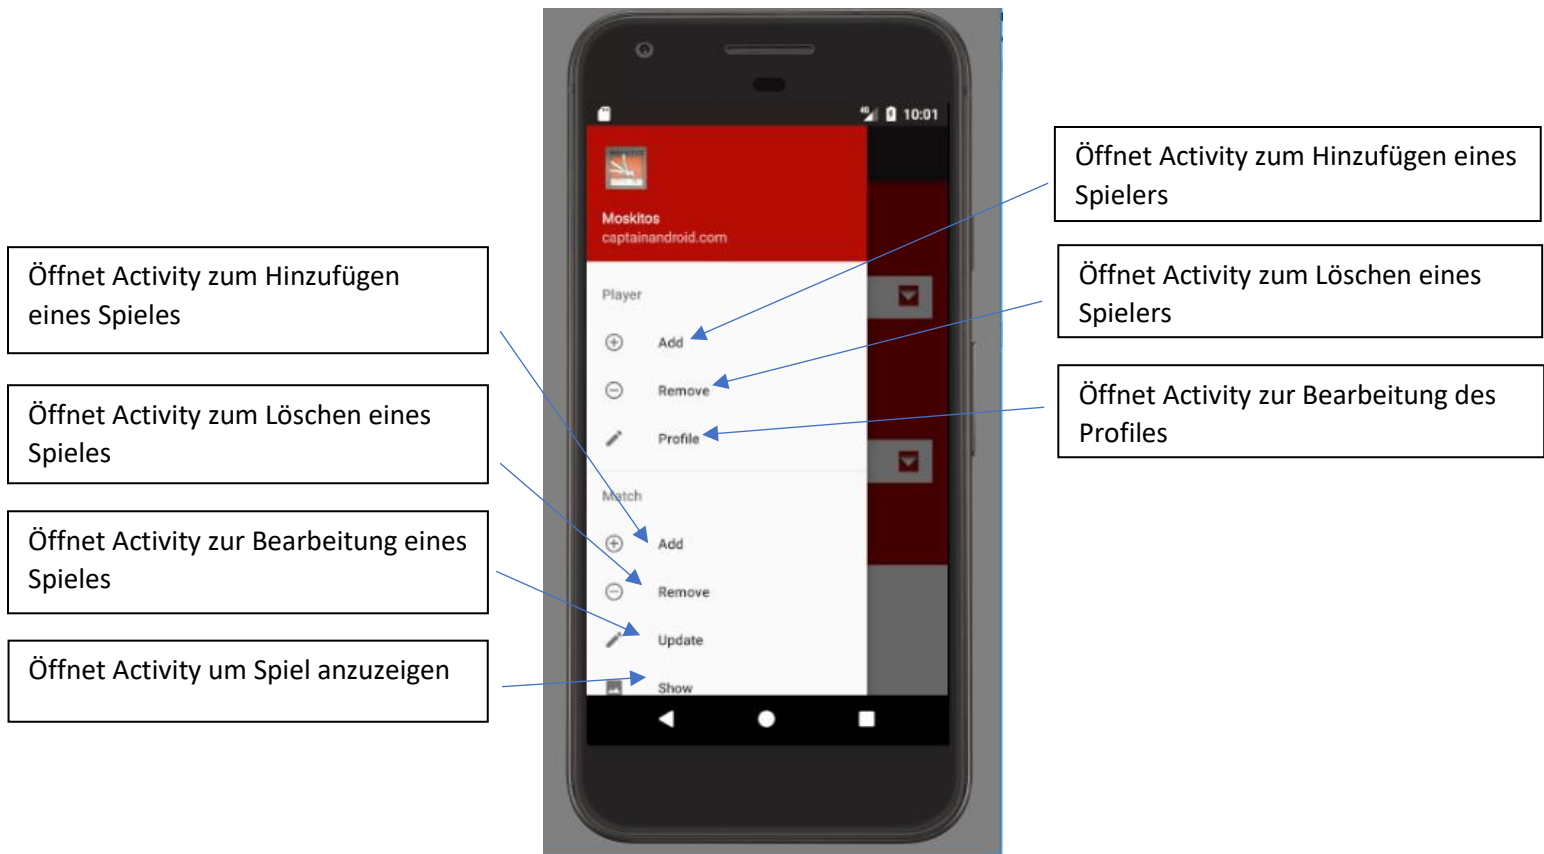 Öffnet Activity zum Hinzufügen
eines Spieles
Öffnet Activity zum Löschen eines
Spieles
Öffnet Activity zur Bearbeitung eines
Spieles
Öffnet Activity um Spiel anzuzeigen
10:01
Moskitos
captainandroid.com
Player
Add
Remove
Profile
Match
Add
Remove
Update
Show
Öffnet Activity zum Hinzufügen eines
Spielers
Öffnet Activity zum Löschen eines
Spielers
Öffnet Activity zur Bearbeitung des
Profiles